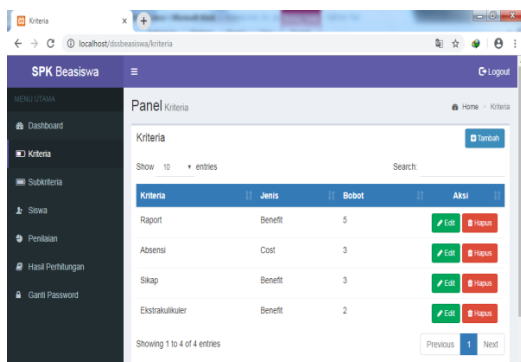 Kriteria
localhost/dssbeasiswa/kriteria
SPK Beasiswa
Logout
MENU UTAMA
Dashboard
Kriteria
Subkriteria
Siswa
Penilaian
Hasil Perhitungan
Ganti Password
Panel Kriteria
Home > Kriteria
Kriteria
Tambah
Show 10 entries
Search:
Kriteria Jenis Bobot Aksi
Raport Benefit 5 Edit Hapus
Absensi Cost 3 Edit Hapus
Sikap Benefit 3 Edit Hapus
Ekstrakulikuler Benefit 2 Edit Hapus
Showing 1 to 4 of 4 entries
Previous 1 Next